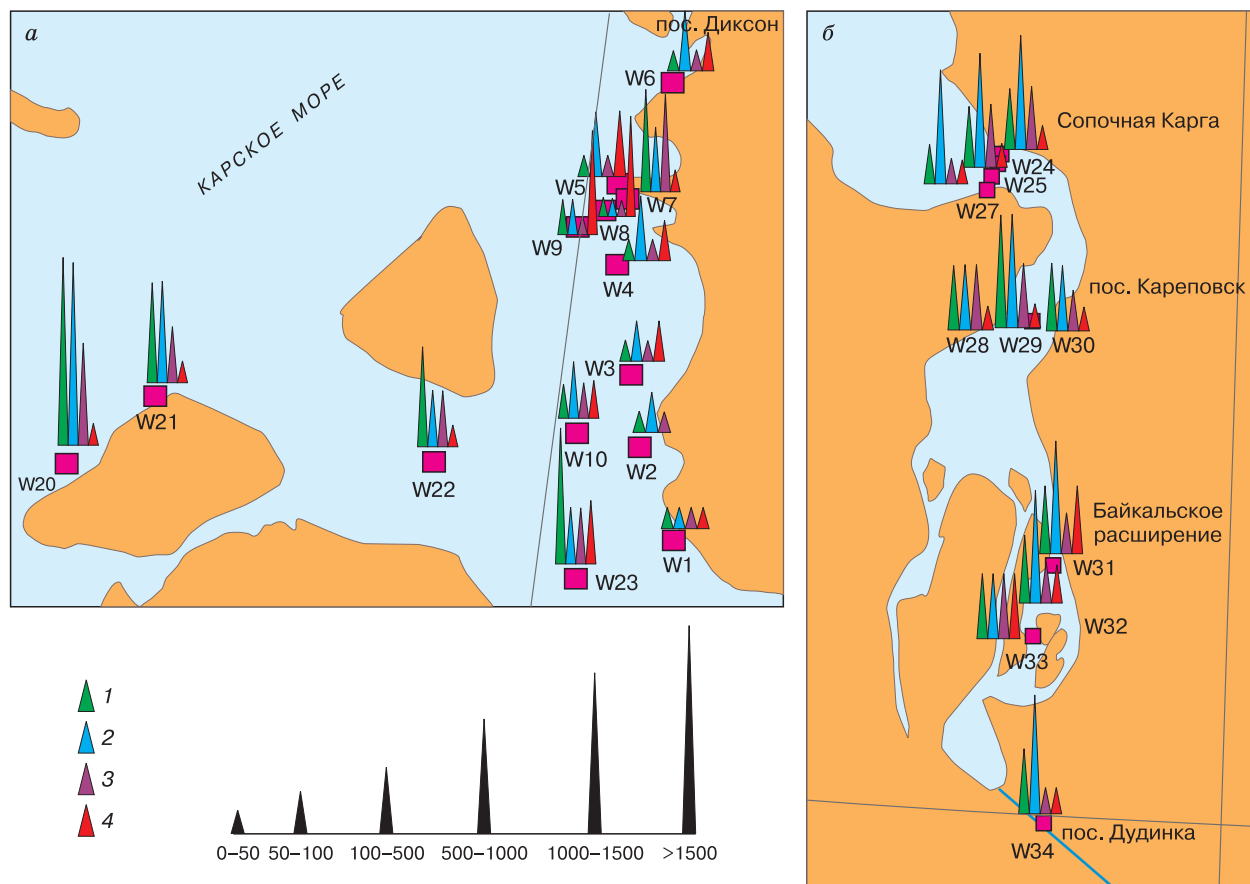 а
пос. Диксон
W6
КАРСКОЕ МОРЕ
W5
W7
W8
W9
W4
W3
W21
W10
W2
W20
W22
W1
W23
1
2
3
4
0–50
50–100
100–500
500–1000
1000–1500
>1500
б
Сопочная Карга
W24
W25
W27
пос. Кареповск
W28
W29
W30
Байкальское
расширение
W31
W32
W33
пос. Дудинка
W34